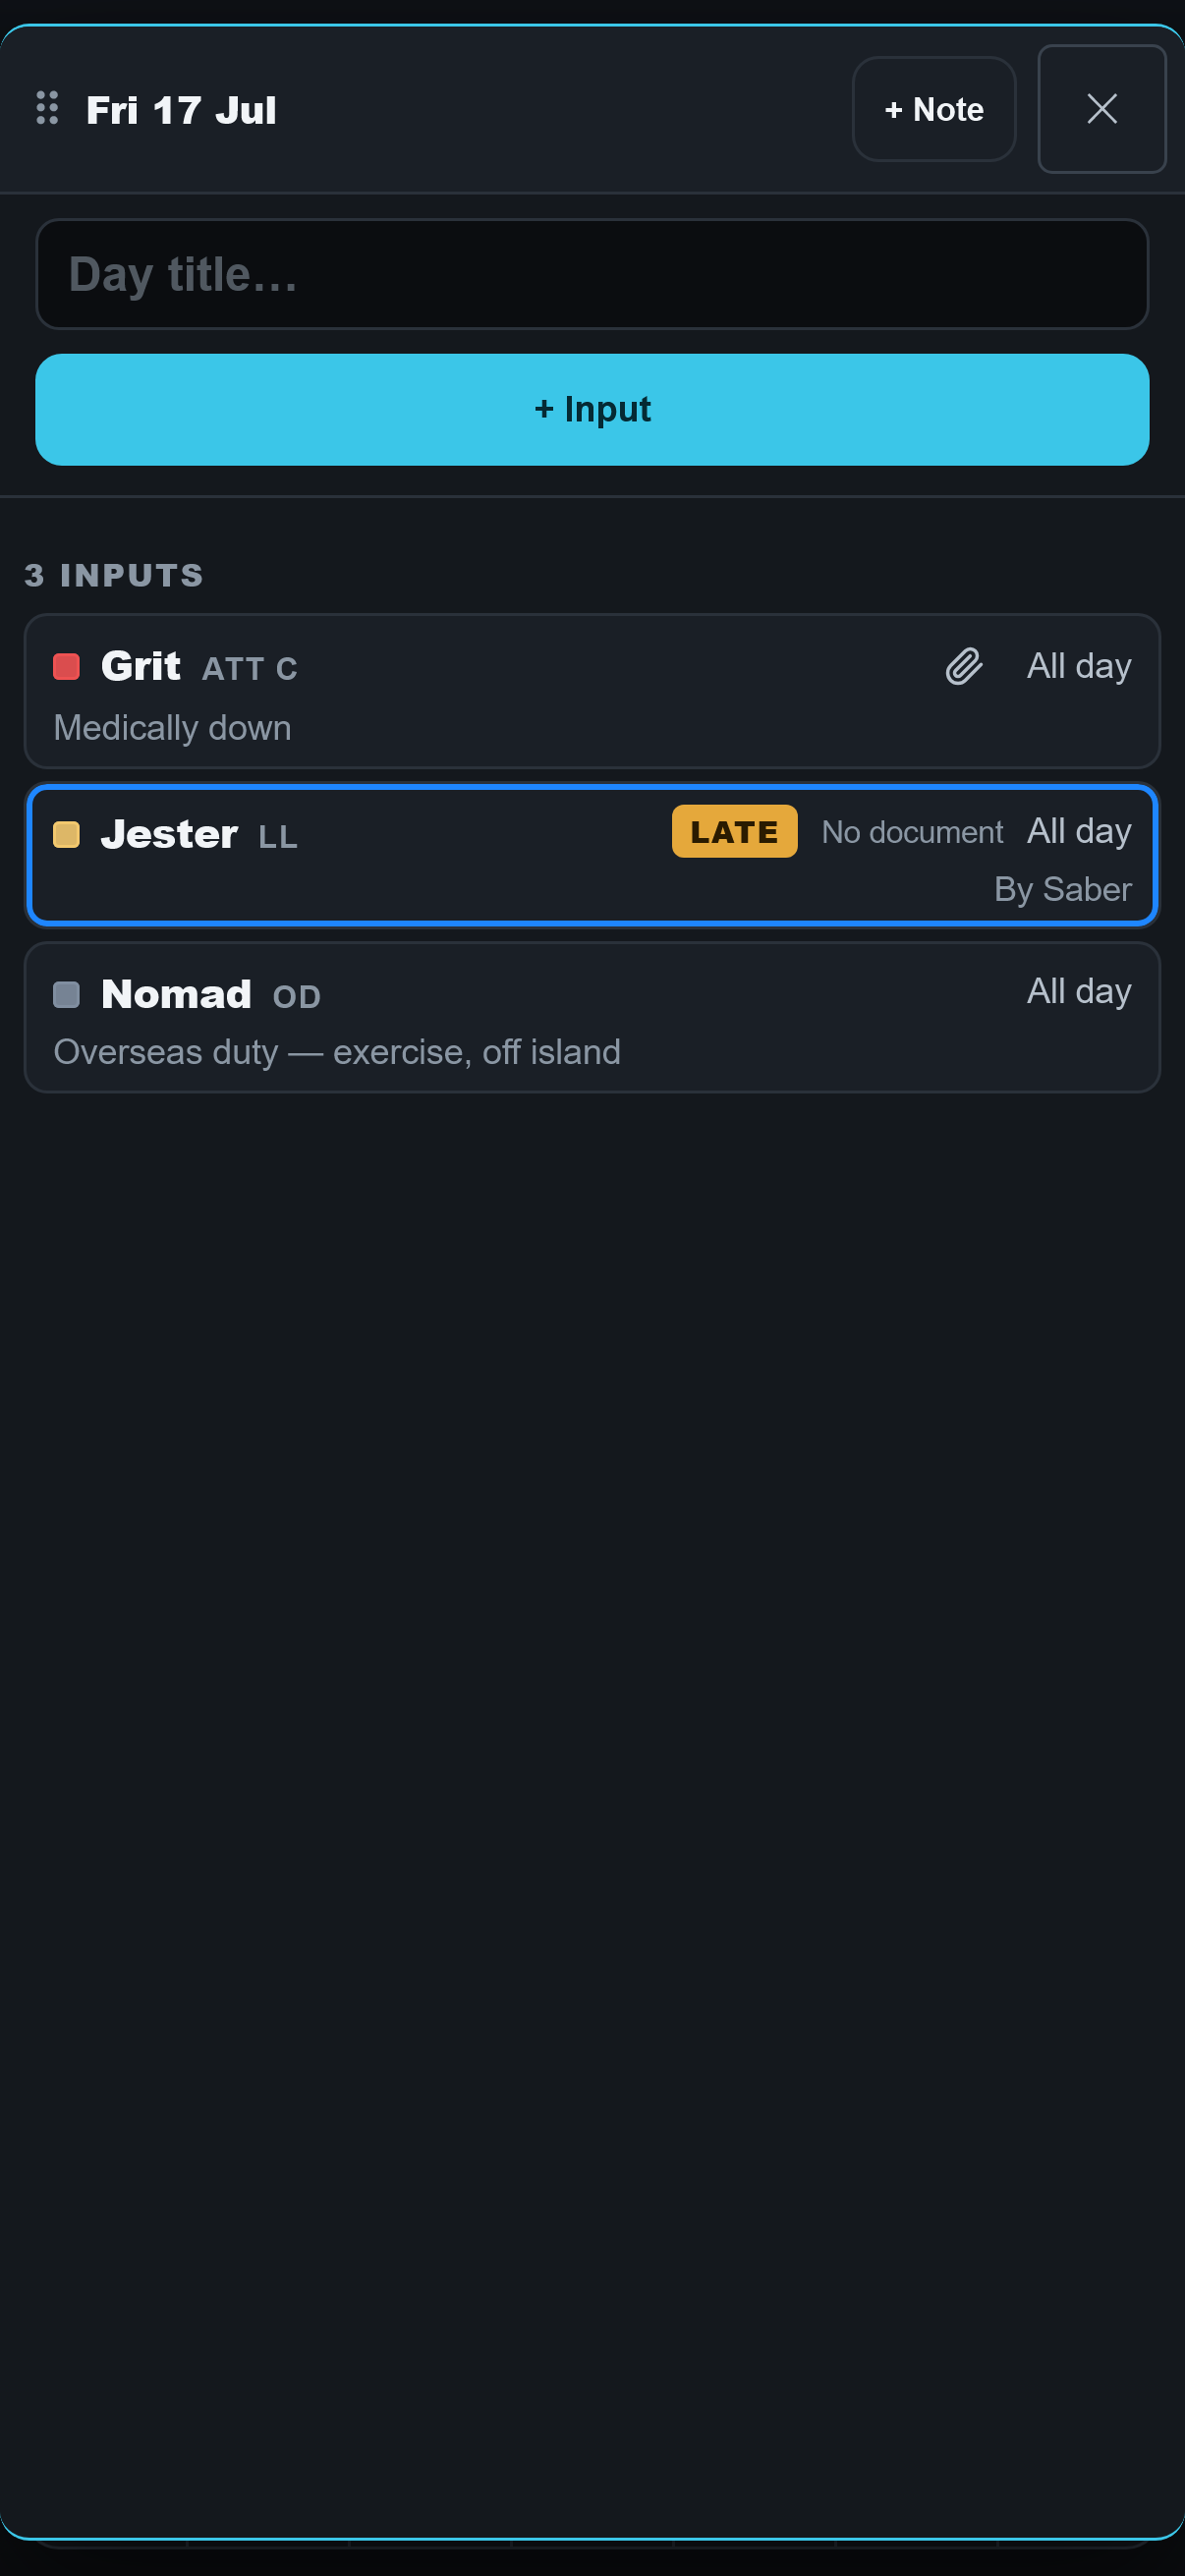 Fri 17 Jul
+ Note
Day title...
+ Input
3 INPUTS
Grit ATT C All day
Medically down
Jester LL LATE No document All day
By Saber
Nomad OD All day
Overseas duty — exercise, off island